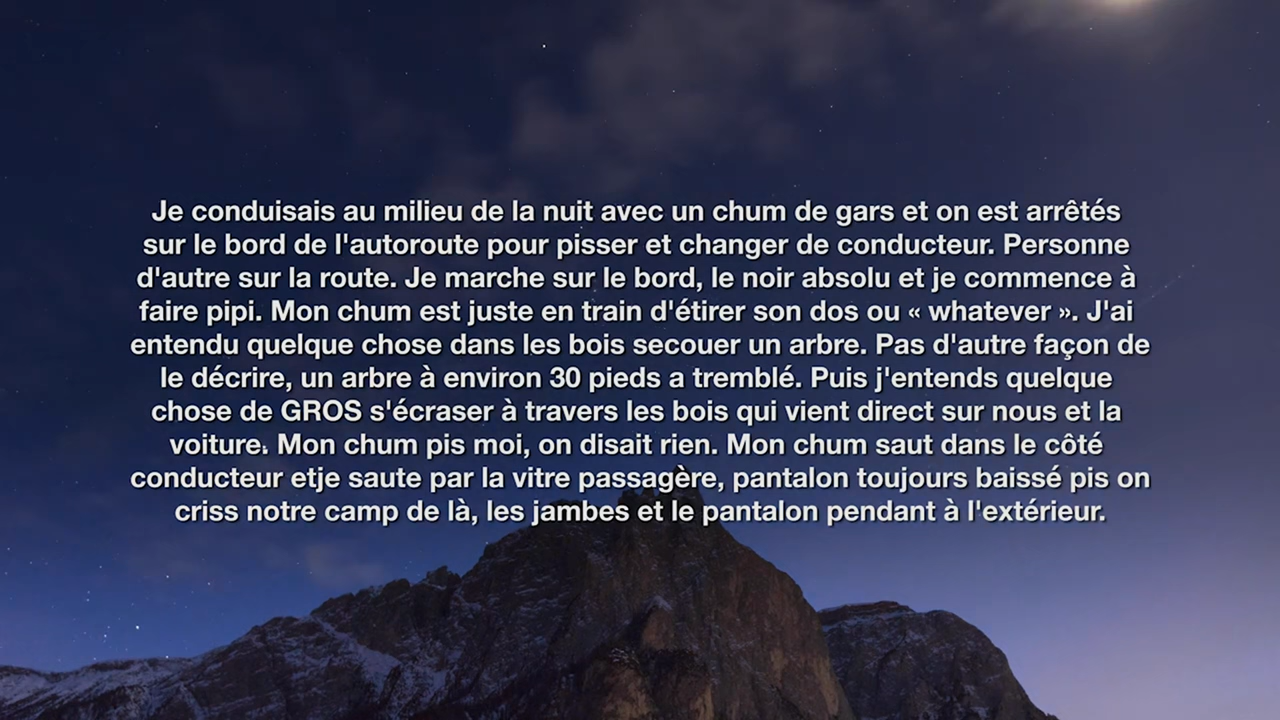 Je conduisais au milieu de la nuit avec un chum de gars et on est arrêtés
sur le bord de l'autoroute pour pisser et changer de conducteur. Personne
d'autre sur la route. Je marche sur le bord, le noir absolu et je commence à
faire pipi. Mon chum est juste en train d'étirer son dos ou « whatever ». J'ai
entendu quelque chose dans les bois secouer un arbre. Pas d'autre façon de
le décrire, un arbre à environ 30 pieds a tremblé. Puis j'entends quelque
chose de GROS s'écraser à travers les bois qui vient direct sur nous et la
voiture. Mon chum pis moi, on disait rien. Mon chum saut dans le côté
conducteur etje saute par la vitre passagère, pantalon toujours baissé pis on
criss notre camp de là, les jambes et le pantalon pendant à l'extérieur.